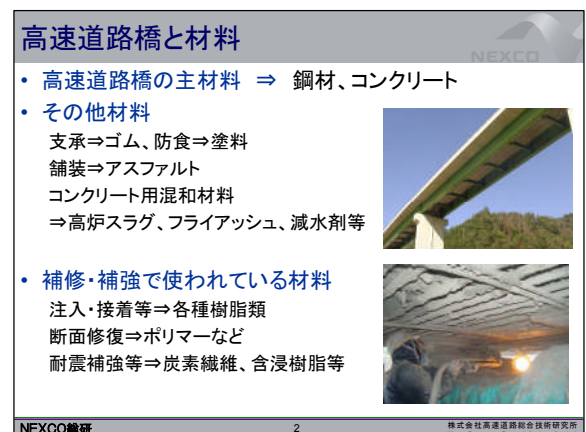 高速道路橋と材料
NEXCO
• 高速道路橋の主材料 ⇒ 鋼材、コンクリート
• その他材料
支承⇒ゴム、防食⇒塗料
舗装⇒アスファルト
コンクリート用混和材料
⇒高炉スラグ、フライアッシュ、減水剤等
• 補修・補強で使われている材料
注入・接着等⇒各種樹脂類
断面修復⇒ポリマーなど
耐震補強等⇒炭素繊維、含浸樹脂等
NEXCO総研
2
株式会社高速道路総合技術研究所